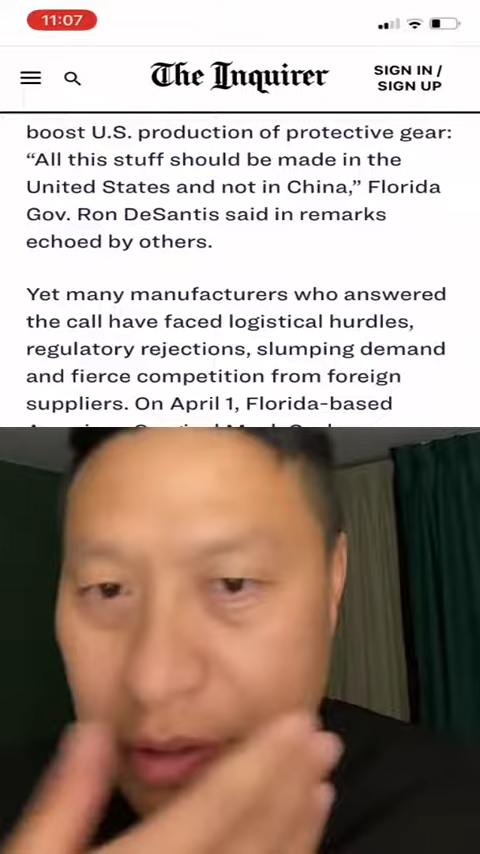 11:07
The Inquirer
SIGN IN /
SIGN UP
boost U.S. production of protective gear:
“All this stuff should be made in the
United States and not in China,” Florida
Gov. Ron DeSantis said in remarks
echoed by others.
Yet many manufacturers who answered
the call have faced logistical hurdles,
regulatory rejections, slumping demand
and fierce competition from foreign
suppliers. On April 1, Florida-based